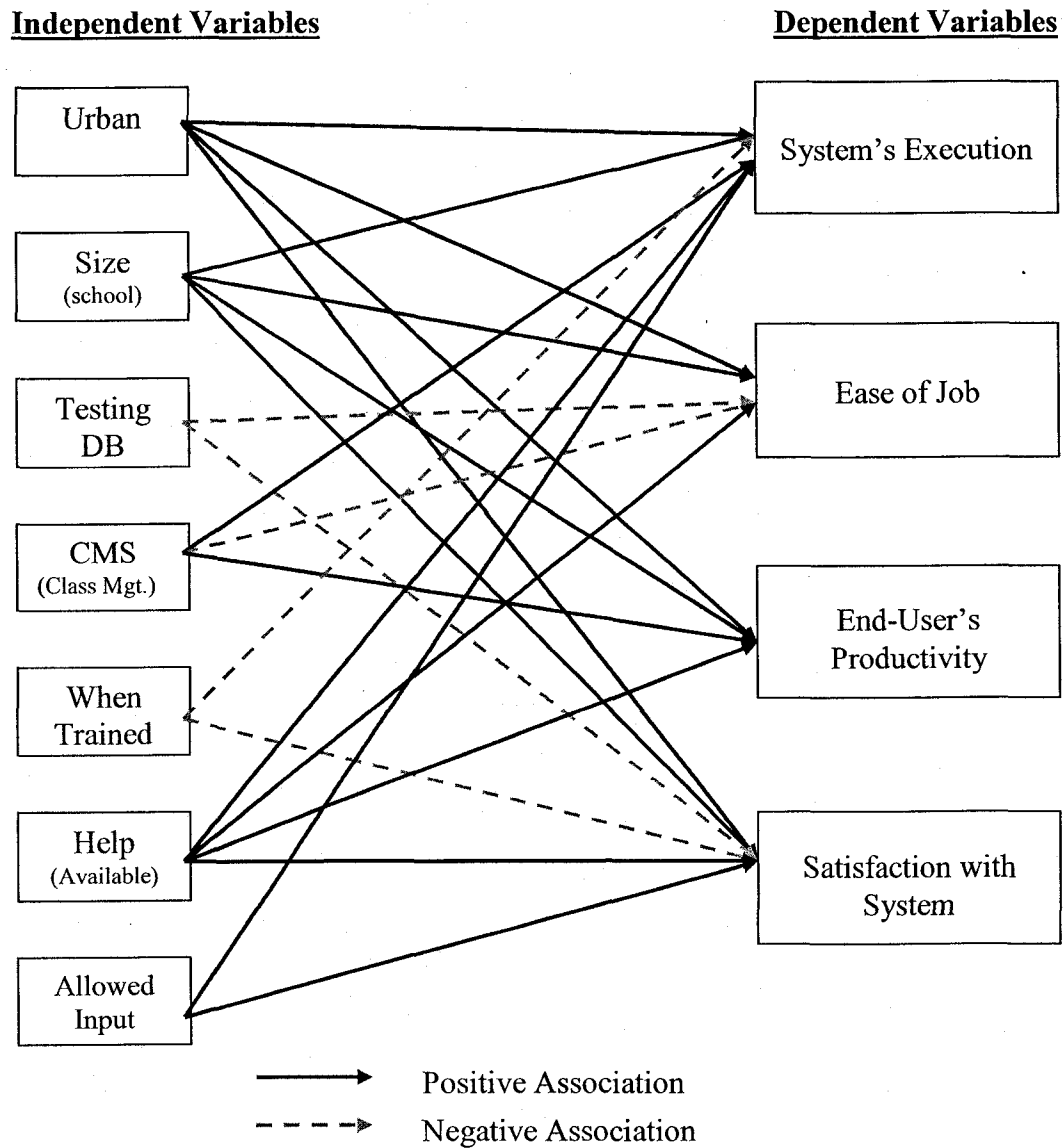 Independent Variables
Dependent Variables
Urban
Size
(school)
Testing
DB
CMS
(Class Mgt.)
When
Trained
Help
(Available)
Allowed
Input
System's Execution
Ease of Job
End-User's
Productivity
Satisfaction with
System
Positive Association
Negative Association